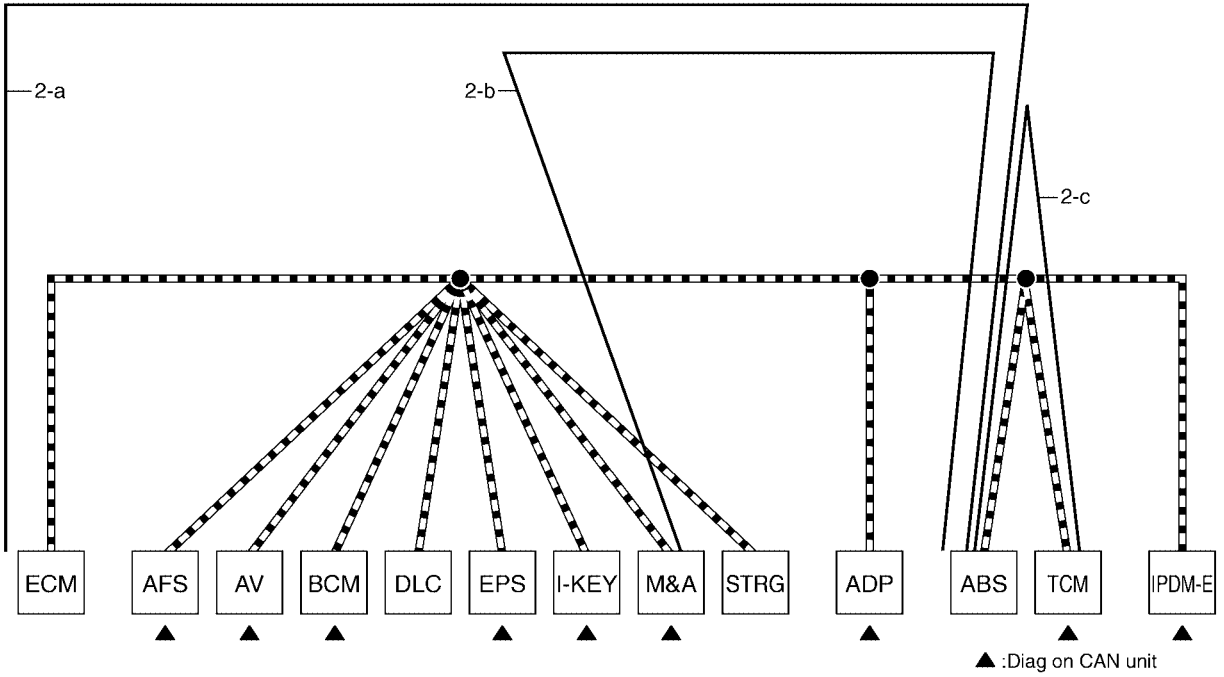 2-a
2-b
2-c
ECM AFS AV BCM DLC EPS I-KEY M&A STRG ADP ABS TCM IPDM-E
▲ :Diag on CAN unit